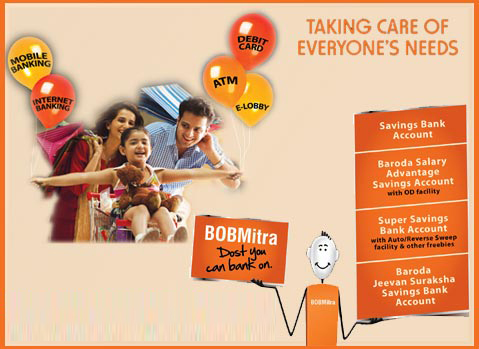 TAKING CARE OF
EVERYONE'S NEEDS
MOBILE
BANKING
INTERNET
BANKING
DEBIT
CARD
ATM
E-LOBBY
Savings Bank
Account
Baroda Salary
Advantage
Savings Account
with OD facility
Super Savings
Bank Account
with Auto/Reverse Sweep
facility & other freebies
Baroda
Jeevan Suraksha
Savings Bank
Account
BOBMitra
Dost you
can bank on.
BOBMitra